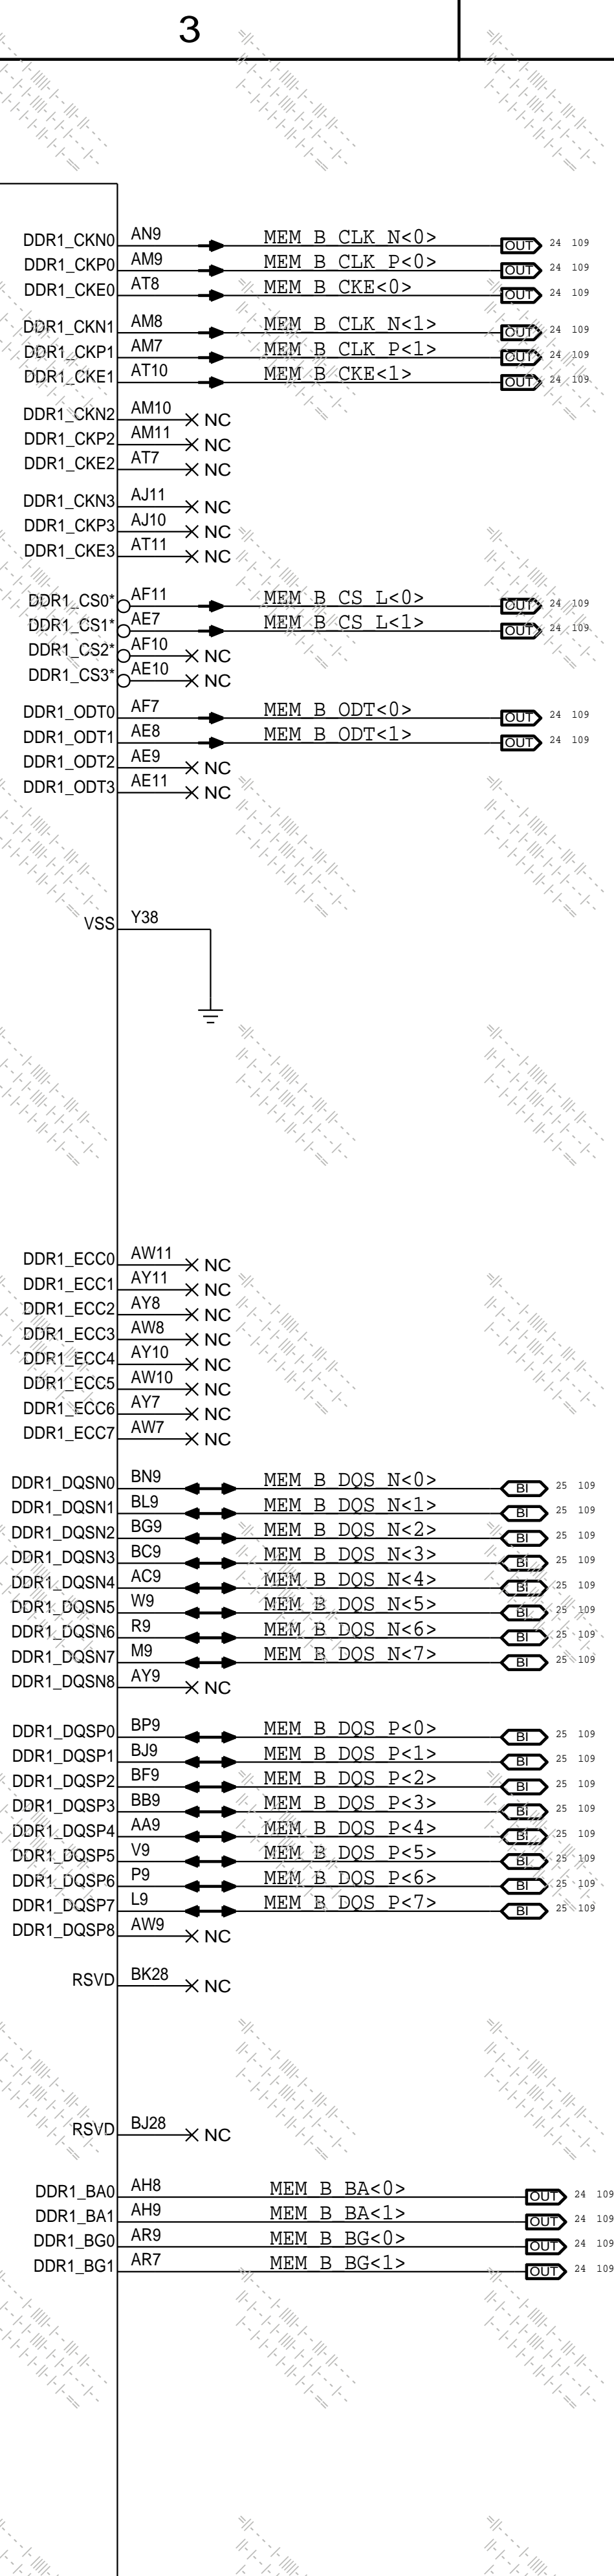 3
DDR1_CKN0 AN9 MEM_B_CLK_N<0> OUT 24 109
DDR1_CKP0 AM9 MEM_B_CLK_P<0> OUT 24 109
DDR1_CKE0 AT8 MEM_B_CKE<0> OUT 24 109
DDR1_CKN1 AM8 MEM_B_CLK_N<1> OUT 24 109
DDR1_CKP1 AM7 MEM_B_CLK_P<1> OUT 24 109
DDR1_CKE1 AT10 MEM_B_CKE<1> OUT 24 109
DDR1_CKN2 AM10 NC
DDR1_CKP2 AM11 NC
DDR1_CKE2 AT7 NC
DDR1_CKN3 AJ11 NC
DDR1_CKP3 AJ10 NC
DDR1_CKE3 AT11 NC
DDR1_CS0* AF11 MEM_B_CS_L<0> OUT 24 109
DDR1_CS1* AE7 MEM_B_CS_L<1> OUT 24 109
DDR1_CS2* AF10 NC
DDR1_CS3* AE10 NC
DDR1_ODT0 AF7 MEM_B_ODT<0> OUT 24 109
DDR1_ODT1 AE8 MEM_B_ODT<1> OUT 24 109
DDR1_ODT2 AE9 NC
DDR1_ODT3 AE11 NC
VSS Y38
DDR1_ECC0 AW11 NC
DDR1_ECC1 AY11 NC
DDR1_ECC2 AY8 NC
DDR1_ECC3 AW8 NC
DDR1_ECC4 AY10 NC
DDR1_ECC5 AW10 NC
DDR1_ECC6 AY7 NC
DDR1_ECC7 AW7 NC
DDR1_DQSN0 BN9 MEM_B_DQS_N<0> BI 25 109
DDR1_DQSN1 BL9 MEM_B_DQS_N<1> BI 25 109
DDR1_DQSN2 BG9 MEM_B_DQS_N<2> BI 25 109
DDR1_DQSN3 BC9 MEM_B_DQS_N<3> BI 25 109
DDR1_DQSN4 AC9 MEM_B_DQS_N<4> BI 25 109
DDR1_DQSN5 W9 MEM_B_DQS_N<5> BI 25 109
DDR1_DQSN6 R9 MEM_B_DQS_N<6> BI 25 109
DDR1_DQSN7 M9 MEM_B_DQS_N<7> BI 25 109
DDR1_DQSN8 AY9 NC
DDR1_DQSP0 BP9 MEM_B_DQS_P<0> BI 25 109
DDR1_DQSP1 BJ9 MEM_B_DQS_P<1> BI 25 109
DDR1_DQSP2 BF9 MEM_B_DQS_P<2> BI 25 109
DDR1_DQSP3 BB9 MEM_B_DQS_P<3> BI 25 109
DDR1_DQSP4 AA9 MEM_B_DQS_P<4> BI 25 109
DDR1_DQSP5 V9 MEM_B_DQS_P<5> BI 25 109
DDR1_DQSP6 P9 MEM_B_DQS_P<6> BI 25 109
DDR1_DQSP7 L9 MEM_B_DQS_P<7> BI 25 109
DDR1_DQSP8 AW9 NC
RSVD BK28 NC
RSVD BJ28 NC
DDR1_BA0 AH8 MEM_B_BA<0> OUT 24 109
DDR1_BA1 AH9 MEM_B_BA<1> OUT 24 109
DDR1_BG0 AR9 MEM_B_BG<0> OUT 24 109
DDR1_BG1 AR7 MEM_B_BG<1> OUT 24 109